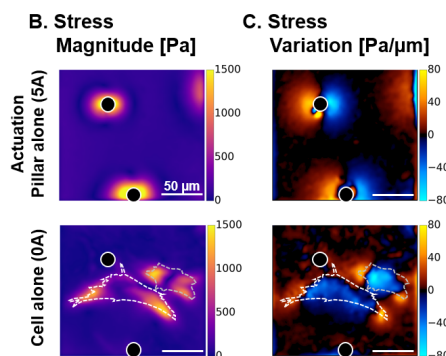 B. Stress
Magnitude [Pa]
C. Stress
Variation [Pa/µm]
Actuation
Pillar alone (5A)
50 µm
1500
1000
500
0
80
40
0
−40
−80
Cell alone (0A)
1500
1000
500
0
80
40
0
−40
−80